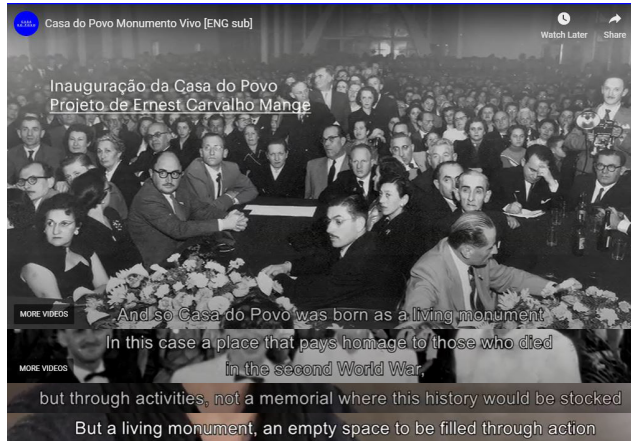 CASA DO POVO
Casa do Povo Monumento Vivo [ENG sub]
Watch Later
Share
Inauguração da Casa do Povo
Projeto de Ernest Carvalho Mange
MORE VIDEOS
And so Casa do Povo was born as a living monument
In this case a place that pays homage to those who died
MORE VIDEOS
in the second World War,
but through activities, not a memorial where this history would be stocked
But a living monument, an empty space to be filled through action